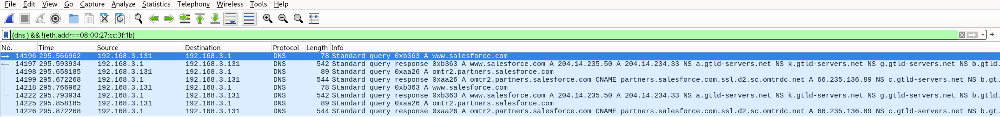 File Edit View Go Capture Analyze Statistics Telephony Wireless Tools Help
(dns ) && !(eth.addr==08:00:27:cc:3f:1b)
No. Time Source Destination Protocol Length Info
14196 295.566962 192.168.3.131 192.168.3.1 DNS 78 Standard query 0xb363 A www.salesforce.com
14197 295.593934 192.168.3.1 192.168.3.131 DNS 542 Standard query response 0xb363 A www.salesforce.com A 204.14.235.50 A 204.14.234.33 NS a.gtld-servers.net NS k.gtld-servers.net NS g.gtld-servers.net NS b.gtld…
14198 295.658185 192.168.3.131 192.168.3.1 DNS 89 Standard query 0xaa26 A omtr2.partners.salesforce.com
14199 295.672268 192.168.3.1 192.168.3.131 DNS 544 Standard query response 0xaa26 A omtr2.partners.salesforce.com CNAME partners.salesforce.com.ssl.d2.sc.omtrdc.net A 66.235.136.89 NS c.gtld-servers.net NS b.gt…
14218 295.766962 192.168.3.131 192.168.3.1 DNS 78 Standard query 0xb363 A www.salesforce.com
14222 295.793934 192.168.3.1 192.168.3.131 DNS 542 Standard query response 0xb363 A www.salesforce.com A 204.14.235.50 A 204.14.234.33 NS a.gtld-servers.net NS k.gtld-servers.net NS g.gtld-servers.net NS b.gtld…
14225 295.858185 192.168.3.131 192.168.3.1 DNS 89 Standard query 0xaa26 A omtr2.partners.salesforce.com
14226 295.872268 192.168.3.1 192.168.3.131 DNS 544 Standard query response 0xaa26 A omtr2.partners.salesforce.com CNAME partners.salesforce.com.ssl.d2.sc.omtrdc.net A 66.235.136.89 NS c.gtld-servers.net NS b.gt…